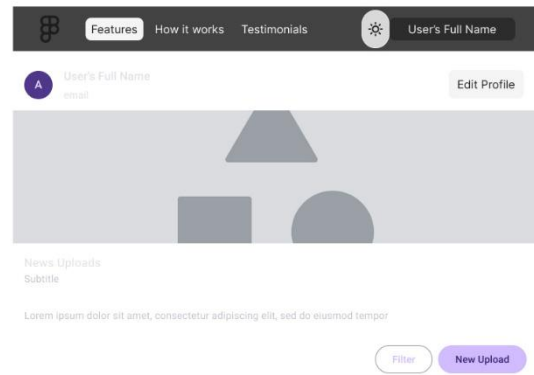 Features How it works Testimonials User's Full Name
A User's Full Name Edit Profile
email
News Uploads
Subtitle
Lorem ipsum dolor sit amet, consectetur adipiscing elit, sed do eiusmod tempor
Filter New Upload